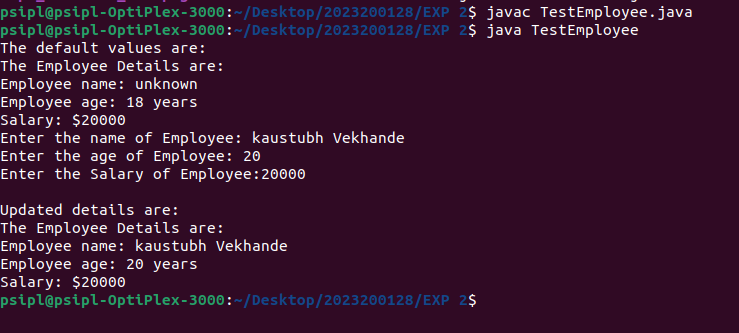 psipl@psipl-OptiPlex-3000:~/Desktop/2023200128/EXP 2$ javac TestEmployee.java
psipl@psipl-OptiPlex-3000:~/Desktop/2023200128/EXP 2$ java TestEmployee
The default values are:
The Employee Details are:
Employee name: unknown
Employee age: 18 years
Salary: $20000
Enter the name of Employee: kaustubh Vekhande
Enter the age of Employee: 20
Enter the Salary of Employee:20000

Updated details are:
The Employee Details are:
Employee name: kaustubh Vekhande
Employee age: 20 years
Salary: $20000
psipl@psipl-OptiPlex-3000:~/Desktop/2023200128/EXP 2$